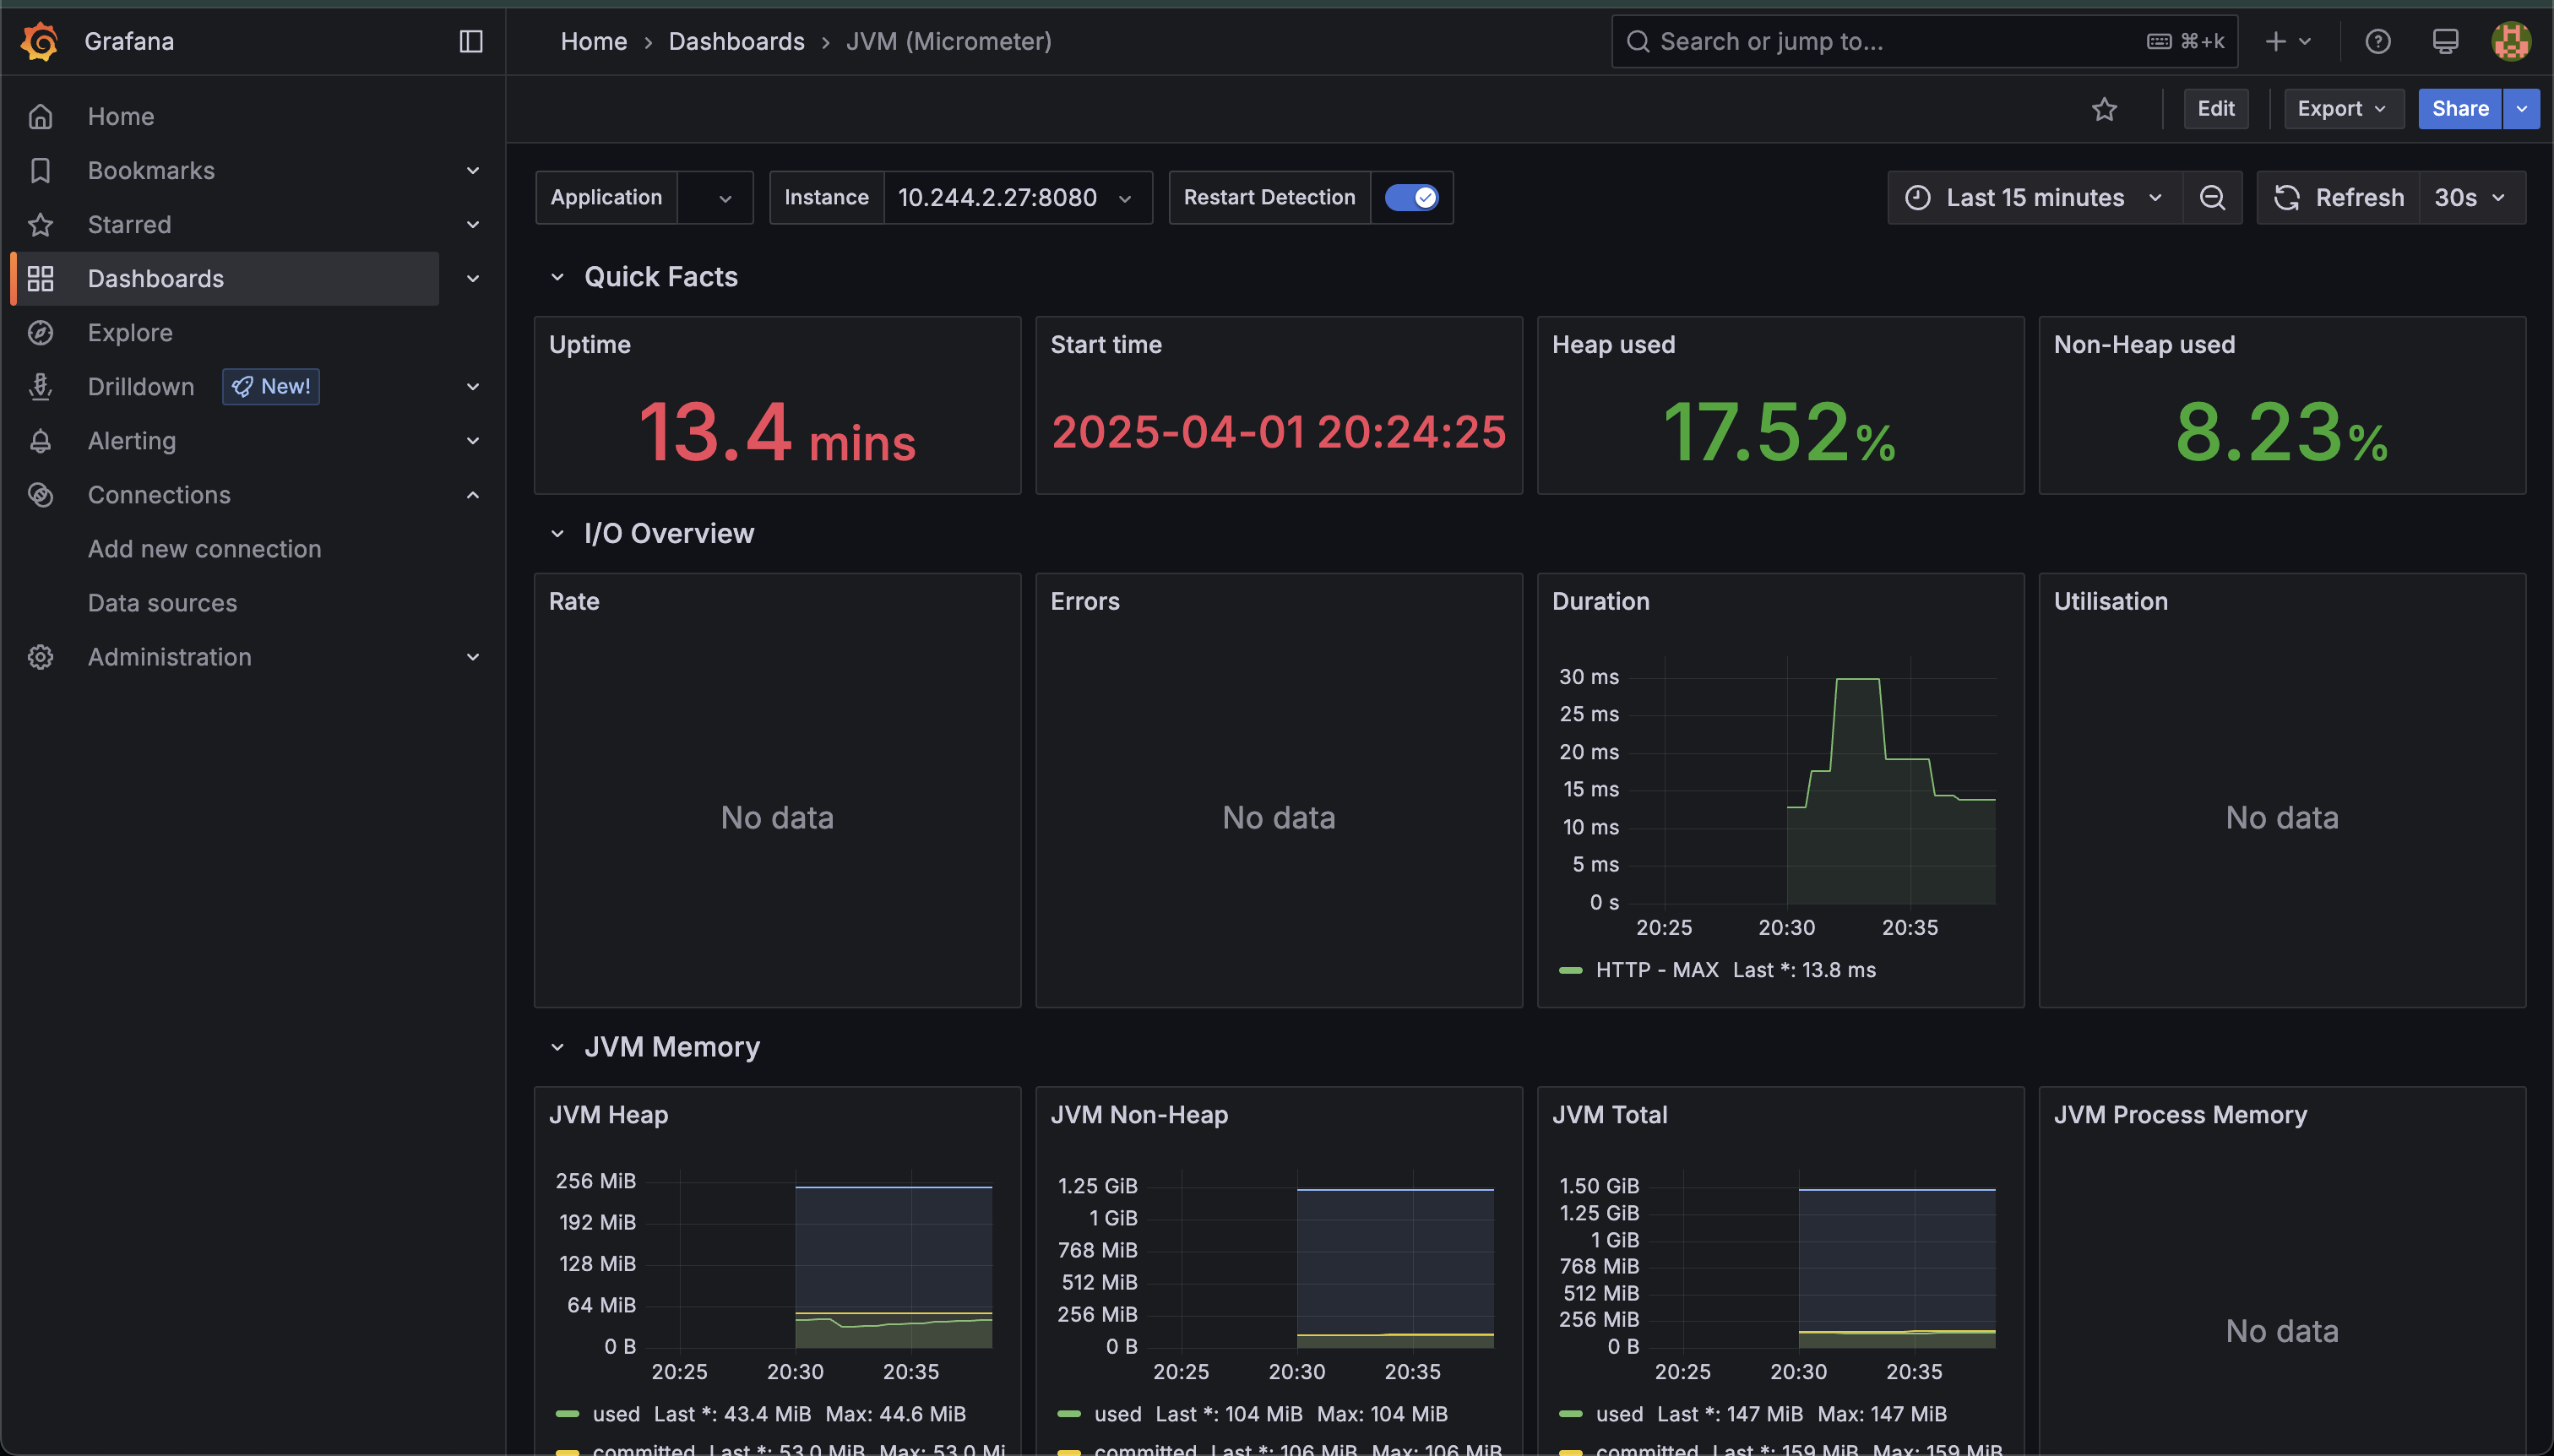 Grafana
Home › Dashboards › JVM (Micrometer)
Search or jump to...
⌘+k
Home
Bookmarks
Starred
Dashboards
Explore
Drilldown New!
Alerting
Connections
Add new connection
Data sources
Administration
Edit
Export
Share
Application
Instance 10.244.2.27:8080
Restart Detection
Last 15 minutes
Refresh 30s
Quick Facts
Uptime
13.4 mins
Start time
2025-04-01 20:24:25
Heap used
17.52%
Non-Heap used
8.23%
I/O Overview
Rate
No data
Errors
No data
Duration
30 ms
25 ms
20 ms
15 ms
10 ms
5 ms
0 s
20:25 20:30 20:35
HTTP - MAX Last *: 13.8 ms
Utilisation
No data
JVM Memory
JVM Heap
256 MiB
192 MiB
128 MiB
64 MiB
0 B
20:25 20:30 20:35
used Last *: 43.4 MiB Max: 44.6 MiB
committed Last *: 53.0 MiB Max: 53.0 Mi
JVM Non-Heap
1.25 GiB
1 GiB
768 MiB
512 MiB
256 MiB
0 B
20:25 20:30 20:35
used Last *: 104 MiB Max: 104 MiB
committed Last *: 106 MiB Max: 106 MiB
JVM Total
1.50 GiB
1.25 GiB
1 GiB
768 MiB
512 MiB
256 MiB
0 B
20:25 20:30 20:35
used Last *: 147 MiB Max: 147 MiB
committed Last *: 159 MiB Max: 159 MiB
JVM Process Memory
No data